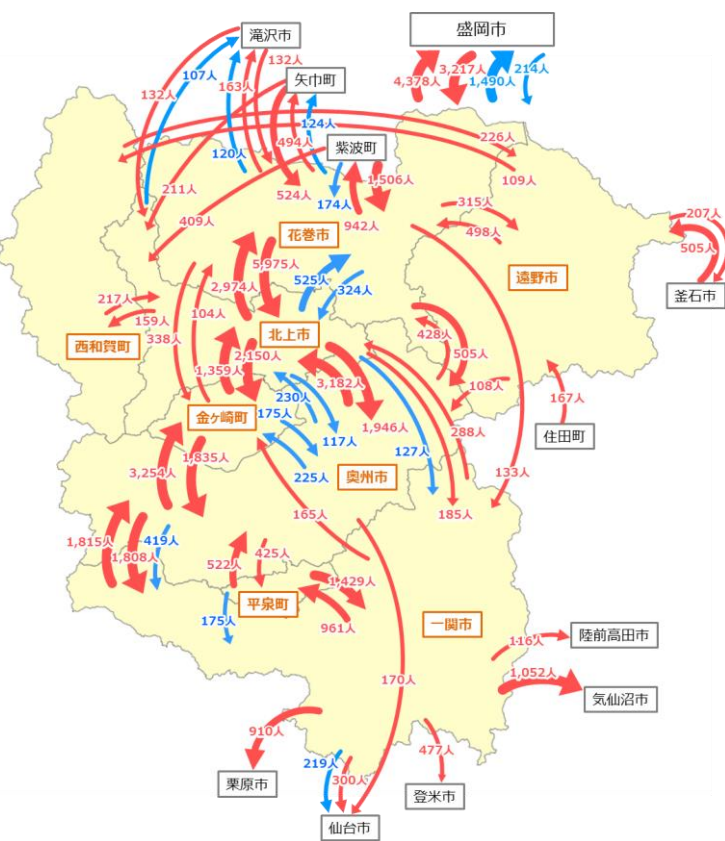 滝沢市
盛岡市
107人
163人
132人
矢巾町
4,378人
3,217人
1,490人
214人
132人
124人
494人
226人
紫波町
120人
1,506人
109人
211人
524人
174人
409人
942人
315人
207人
花巻市
498人
505人
5,975人
遠野市
釜石市
2,974人
525人
324人
217人
104人
159人
北上市
428人
西和賀町
338人
2,150人
505人
1,359人
3,182人
108人
167人
230人
金ヶ崎町
175人
1,946人
288人
住田町
117人
127人
3,254人
1,835人
225人
奥州市
133人
165人
185人
1,815人
419人
1,808人
522人
425人
1,429人
175人
平泉町
961人
一関市
116人
陸前高田市
170人
1,052人
気仙沼市
910人
477人
219人
300人
栗原市
登米市
仙台市